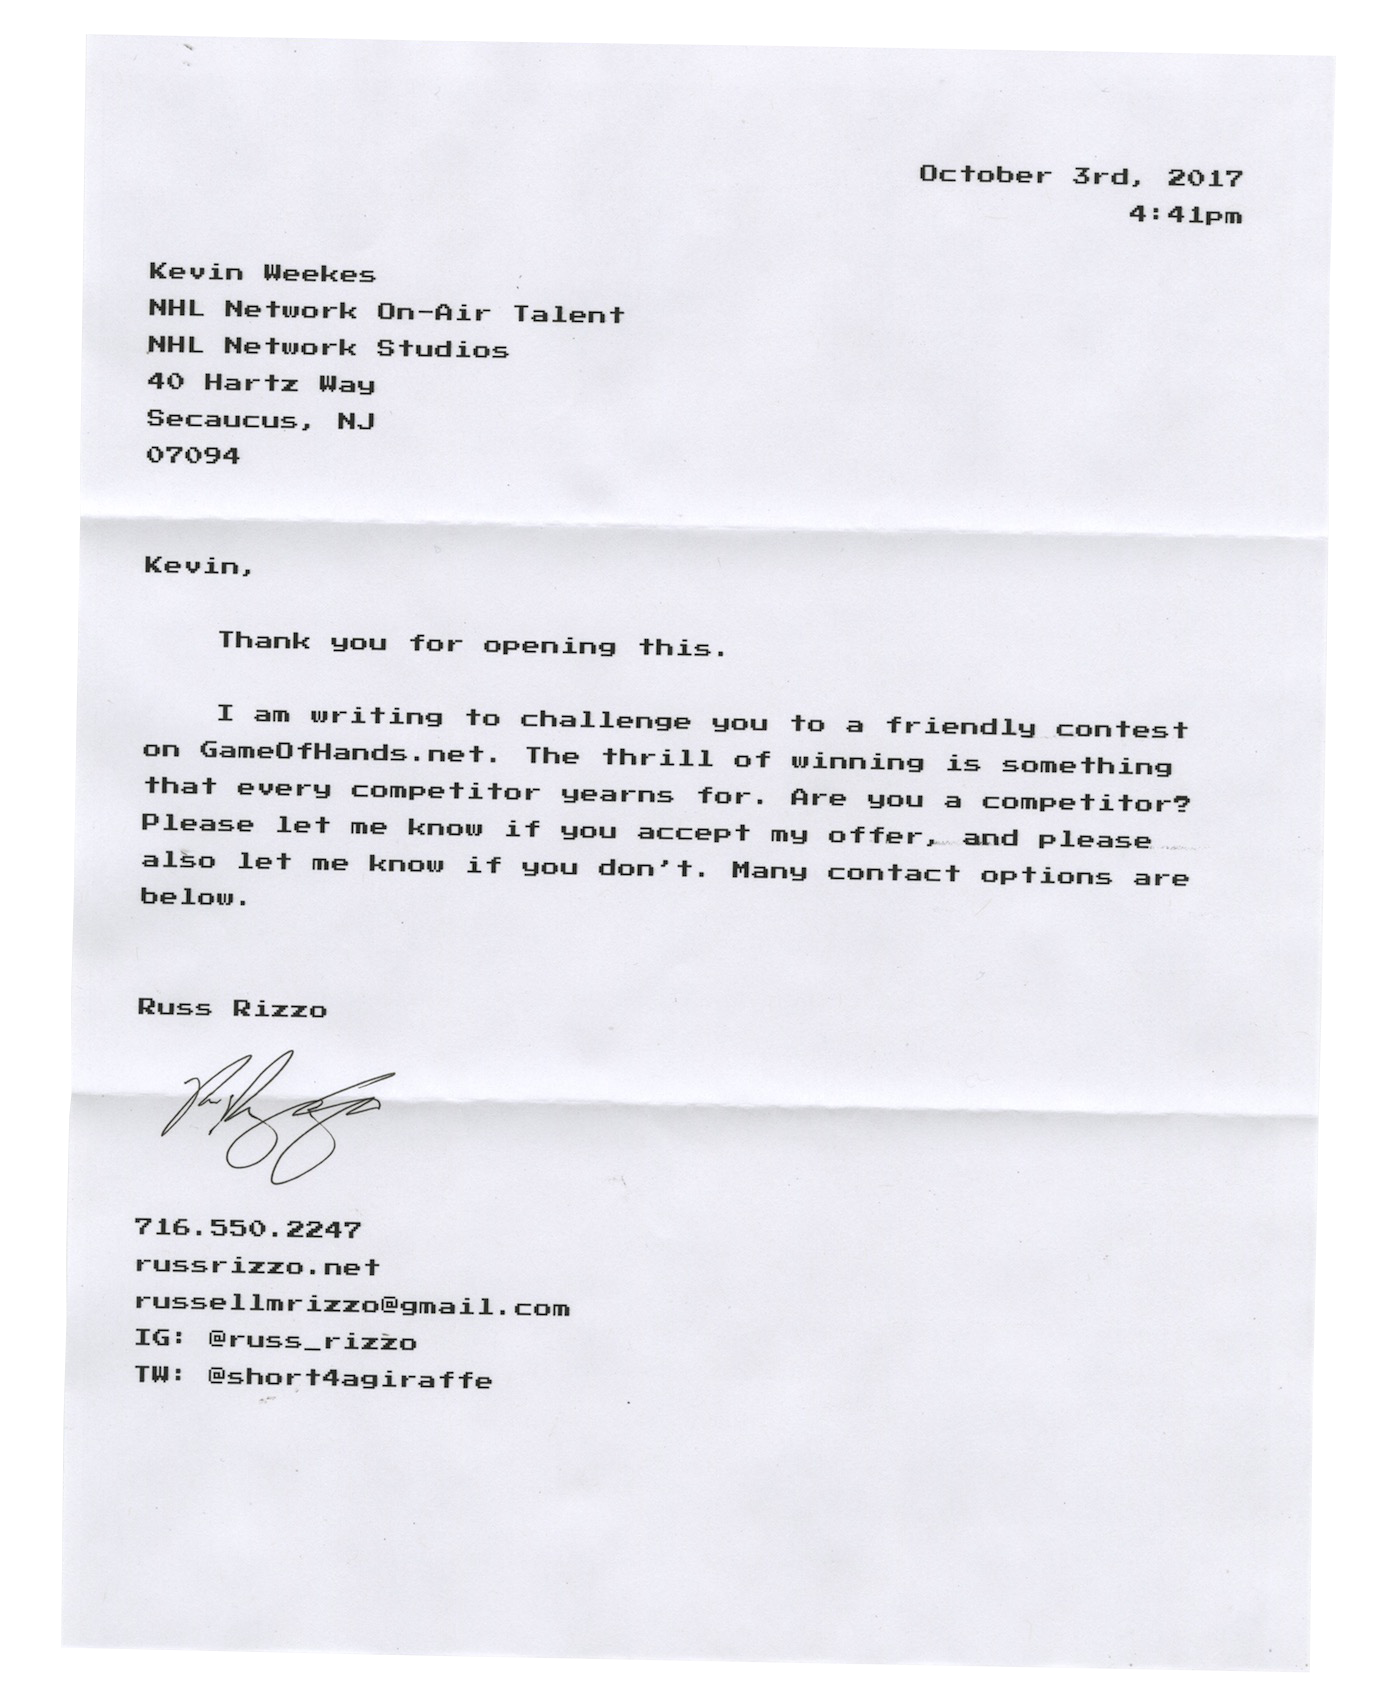 October 3rd, 2017
4:41pm
Kevin Weekes
NHL Network On-Air Talent
NHL Network Studios
40 Hartz Way
Secaucus, NJ
07094
Kevin,
Thank you for opening this.
I am writing to challenge you to a friendly contest
on GameOfHands.net. The thrill of winning is something
that every competitor yearns for. Are you a competitor?
Please let me know if you accept my offer, and please
also let me know if you don't. Many contact options are
below.
Russ Rizzo
716.550.2247
russrizzo.net
russellmrizzo@gmail.com
IG: @russ_rizzo
TW: @short4agiraffe